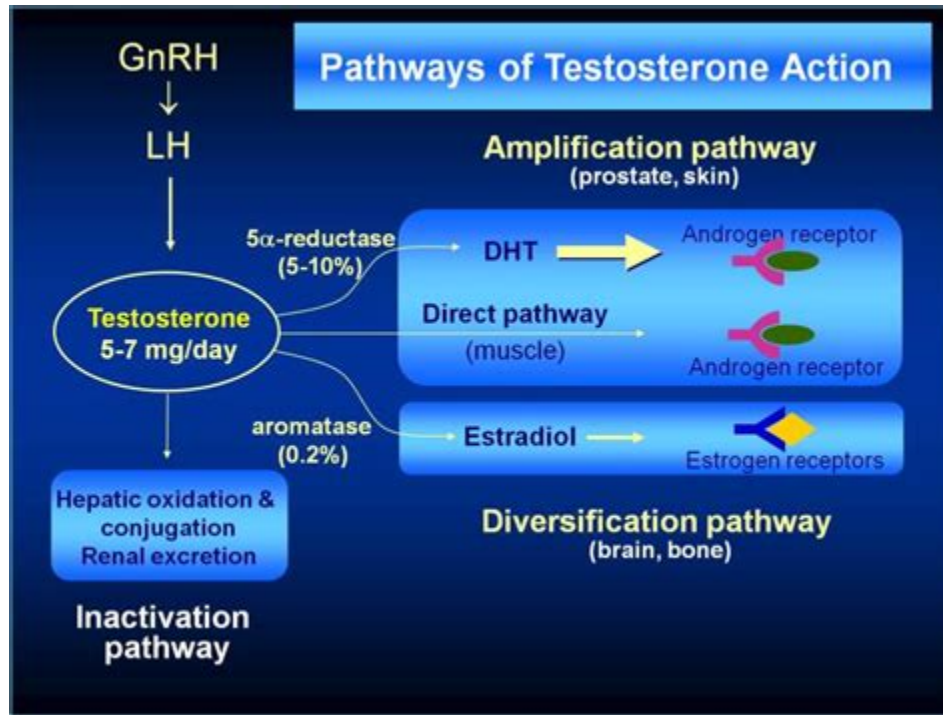 GnRH
Pathways of Testosterone Action
LH
Amplification pathway
(prostate, skin)
5α-reductase
(5-10%)
DHT
Androgen receptor
Testosterone
5-7 mg/day
Direct pathway
(muscle)
Androgen receptor
aromatase
(0.2%)
Estradiol
Estrogen receptors
Hepatic oxidation &
conjugation
Renal excretion
Diversification pathway
(brain, bone)
Inactivation
pathway